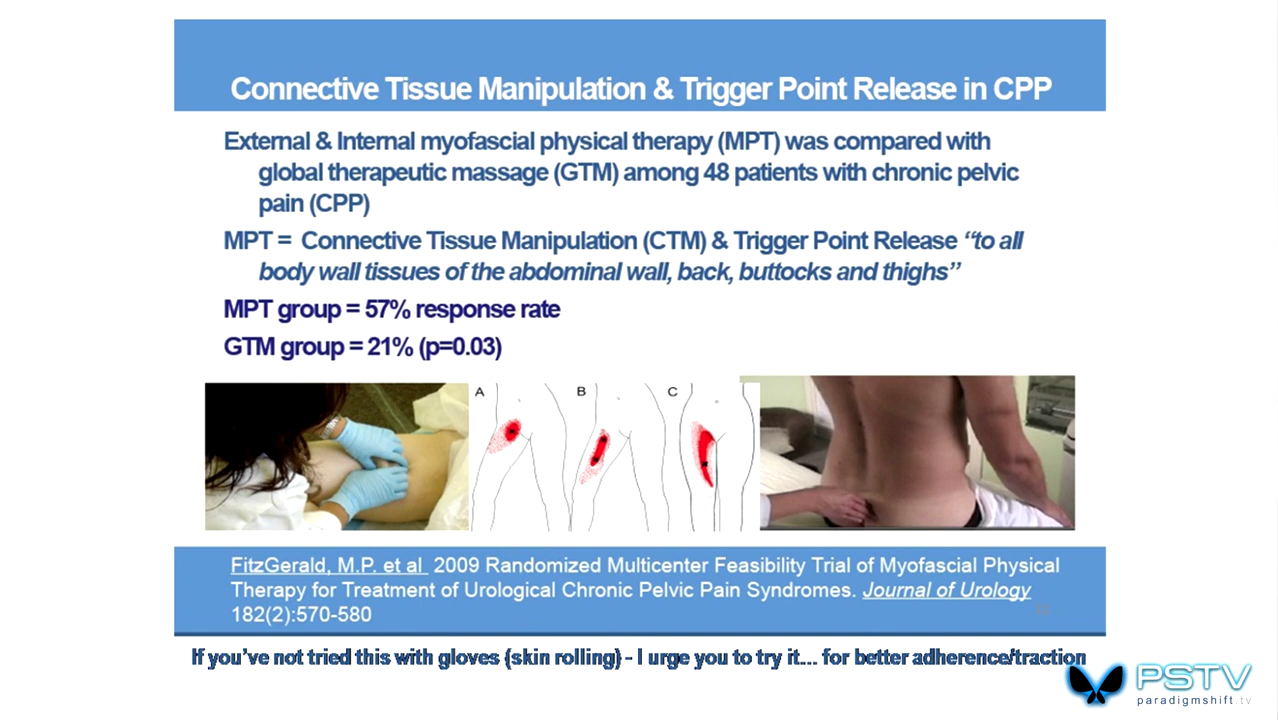 Connective Tissue Manipulation & Trigger Point Release in CPP
External & Internal myofascial physical therapy (MPT) was compared with
global therapeutic massage (GTM) among 48 patients with chronic pelvic
pain (CPP)
MPT = Connective Tissue Manipulation (CTM) & Trigger Point Release “to all
body wall tissues of the abdominal wall, back, buttocks and thighs”
MPT group = 57% response rate
GTM group = 21% (p=0.03)
A B C
FitzGerald, M.P. et al 2009 Randomized Multicenter Feasibility Trial of Myofascial Physical
Therapy for Treatment of Urological Chronic Pelvic Pain Syndromes. Journal of Urology
182(2):570-580
If you’ve not tried this with gloves (skin rolling) - I urge you to try it... for better adherence/traction
PSTV
paradigmshift.tv